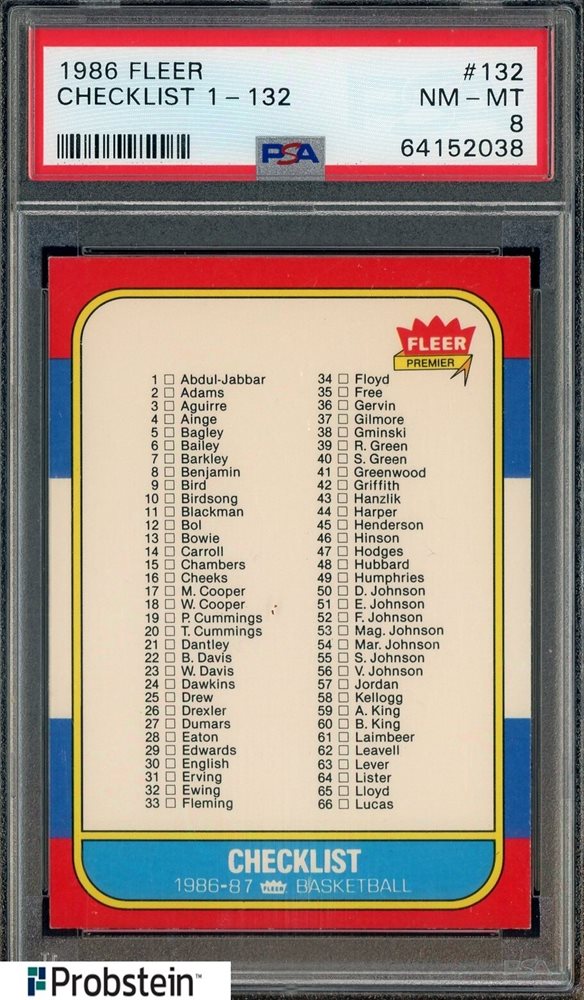 1986 FLEER #132
CHECKLIST 1 - 132 NM - MT
8
PSA 64152038
FLEER
PREMIER
1 Abdul-Jabbar
2 Adams
3 Aguirre
4 Ainge
5 Bagley
6 Bailey
7 Barkley
8 Benjamin
9 Bird
10 Birdsong
11 Blackman
12 Bol
13 Bowie
14 Carroll
15 Chambers
16 Cheeks
17 M. Cooper
18 W. Cooper
19 P. Cummings
20 T. Cummings
21 Dantley
22 B. Davis
23 W. Davis
24 Dawkins
25 Drew
26 Drexler
27 Dumars
28 Eaton
29 Edwards
30 English
31 Erving
32 Ewing
33 Fleming
34 Floyd
35 Free
36 Gervin
37 Gilmore
38 Gminski
39 R. Green
40 S. Green
41 Greenwood
42 Griffith
43 Hanzlik
44 Harper
45 Henderson
46 Hinson
47 Hodges
48 Hubbard
49 Humphries
50 D. Johnson
51 E. Johnson
52 F. Johnson
53 Mag. Johnson
54 Mar. Johnson
55 S. Johnson
56 V. Johnson
57 Jordan
58 Kellogg
59 A. King
60 B. King
61 Laimbeer
62 Leavell
63 Lever
64 Lister
65 Lloyd
66 Lucas
CHECKLIST
1986-87 FLEER BASKETBALL
PSA
Probstein™